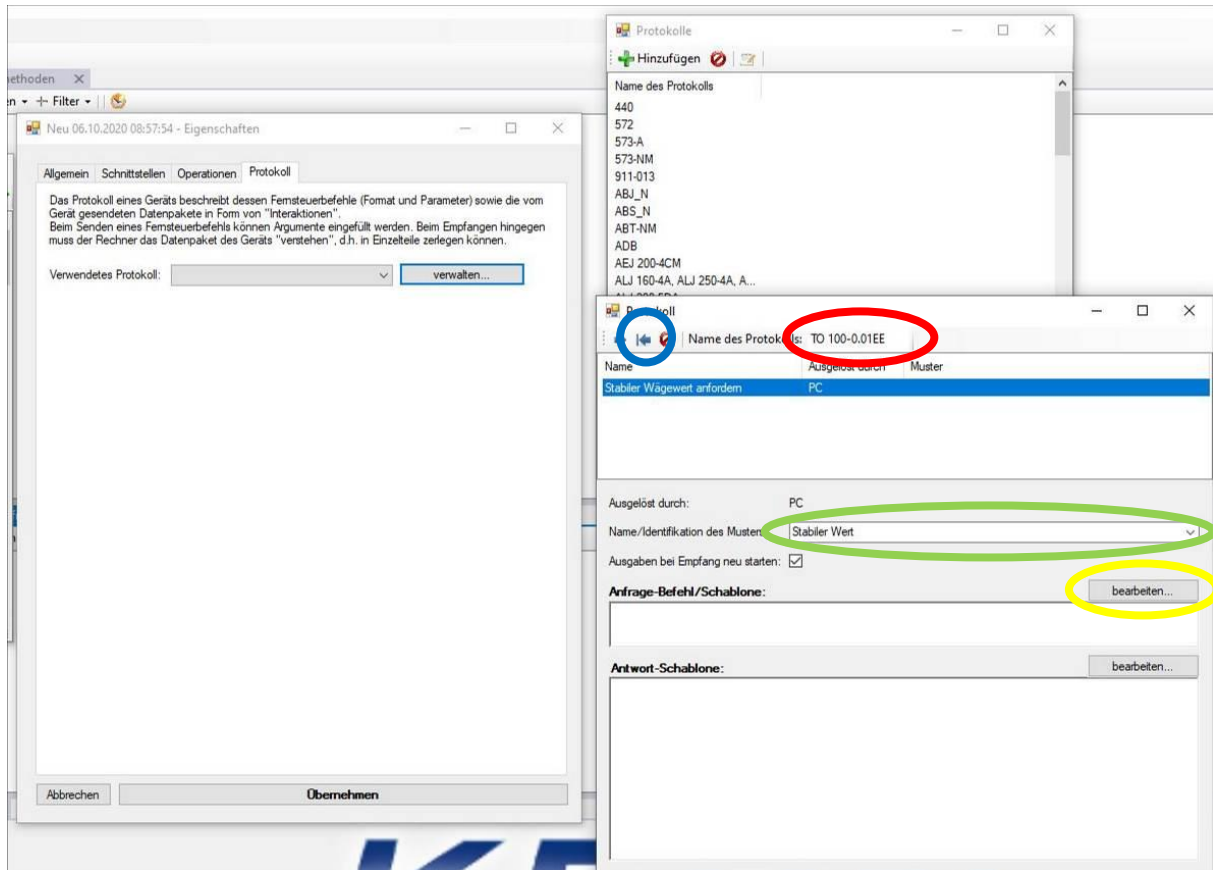 Protokolle
Hinzufügen
Name des Protokolls
440
572
573-A
573-NM
911-013
ABJ_N
ABS_N
ABT-NM
ADB
AEJ 200-4CM
ALJ 160-4A, ALJ 250-4A, A...
Filter
Neu 06.10.2020 08:57:54 - Eigenschaften
Allgemein Schnittstellen Operationen Protokoll
Das Protokoll eines Geräts beschreibt dessen Fernsteuerbefehle (Format und Parameter) sowie die vom
Gerät gesendeten Datenpakete in Form von "Interaktionen".
Beim Senden eines Fernsteuerbefehls können Argumente eingefüllt werden. Beim Empfangen hingegen
muss der Rechner das Datenpaket des Geräts "verstehen", d.h. in Einzelteile zerlegen können.
Verwendetes Protokoll: verwalten...
Abbrechen Übernehmen
Protokoll
Name des Protokolls: TO 100-0.01EE
Name Ausgelöst durch Muster
Stabiler Wägewert anfordern PC
Ausgelöst durch: PC
Name/Identifikation des Musters Stabiler Wert
Ausgaben bei Empfang neu starten:
Anfrage-Befehl/Schablone: bearbeiten...
Antwort-Schablone: bearbeiten...